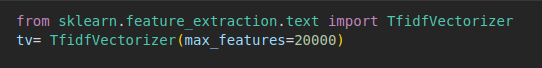 from sklearn.feature_extraction.text import TfidfVectorizer
tv= TfidfVectorizer(max_features=20000)